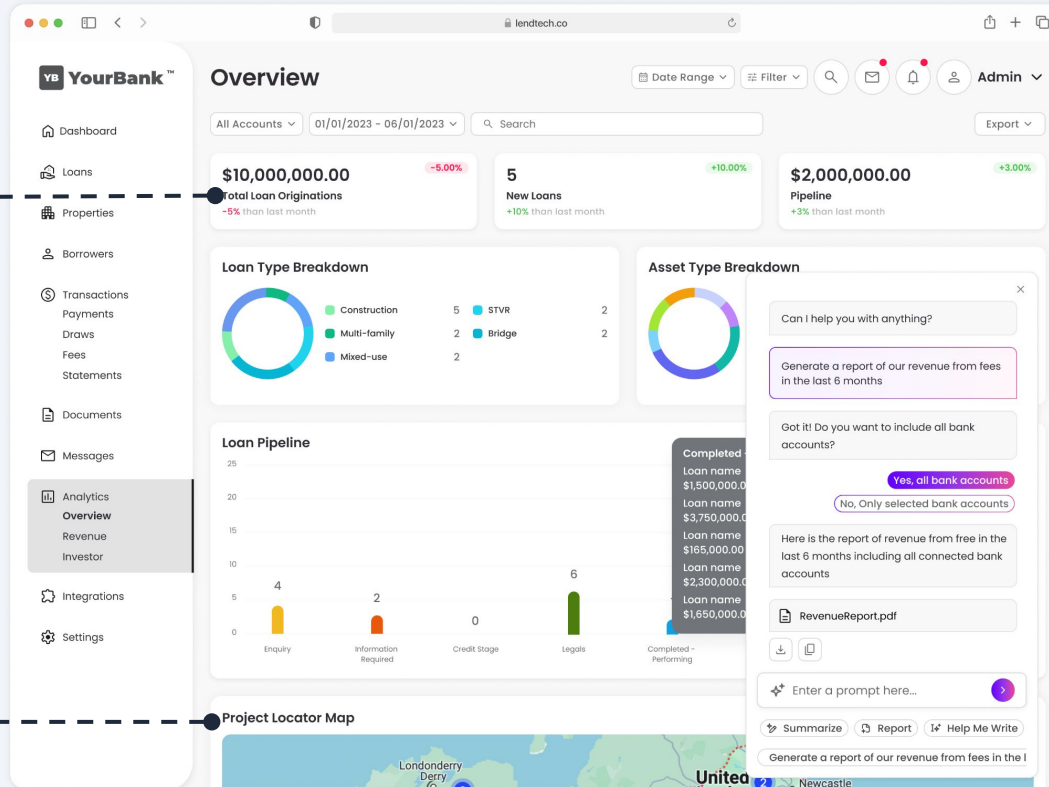 lendtech.co
YB YourBank™
Dashboard
Loans
Properties
Borrowers
Transactions
Payments
Draws
Fees
Statements
Documents
Messages
Analytics
Overview
Revenue
Investor
Integrations
Settings
Overview
Date Range
Filter
Admin
All Accounts
01/01/2023 - 06/01/2023
Search
Export
$10,000,000.00
-5.00%
Total Loan Originations
-5% than last month
5
+10.00%
New Loans
+10% than last month
$2,000,000.00
+3.00%
Pipeline
+3% than last month
Loan Type Breakdown
Construction 5
STVR 2
Multi-family 2
Bridge 2
Mixed-use 2
Asset Type Breakdown
Loan Pipeline
25
20
15
10
5
0
4
2
0
6
Enquiry
Information
Required
Credit Stage
Legals
Completed -
Performing
Completed
Loan name
$1,500,000.0
Loan name
$3,750,000.0
Loan name
$165,000.00
Loan name
$2,300,000.0
Loan name
$1,650,000.0
Project Locator Map
Londonderry
Derry
United
2
Newcastle
Can I help you with anything?
Generate a report of our revenue from fees
in the last 6 months
Got it! Do you want to include all bank
accounts?
Yes, all bank accounts
No, Only selected bank accounts
Here is the report of revenue from free in the
last 6 months including all connected bank
accounts
RevenueReport.pdf
Enter a prompt here...
Summarize
Report
Help Me Write
Generate a report of our revenue from fees in the l